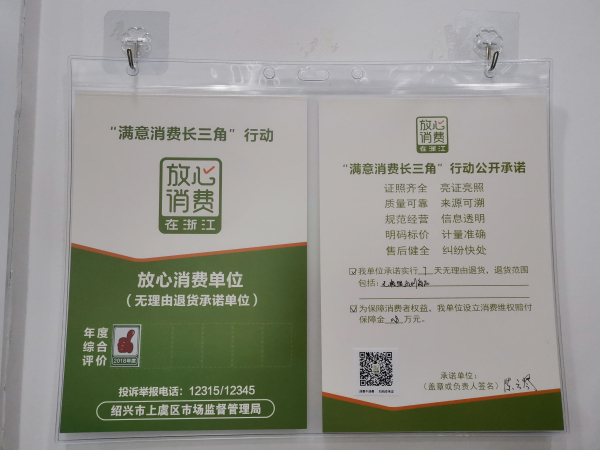 “满意消费长三角”行动
放心
消费
在浙江
放心消费单位
（无理由退货承诺单位）
年度
综合
评价
2018年度
投诉举报电话：12315/12345
绍兴市上虞区市场监督管理局
放心
消费
在浙江
“满意消费长三角”行动公开承诺
证照齐全 亮证亮照
质量可靠 来源可溯
规范经营 信息透明
明码标价 计量准确
售后健全 纠纷快处
我单位承诺实行 7 天无理由退货，退货范围
包括：
为保障消费者权益，我单位设立消费维权赔付
保障金 万元。
承诺单位：
（盖章或负责人签名）